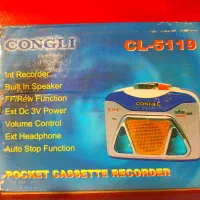 CONGLI
CL-5119
Int Recorder
Built In Speaker
FF/Rew Function
Ext Dc 3V Power
Volume Control
Ext Headphone
Auto Stop Function
CONGLI
POCKET CASSETTE RECORDER